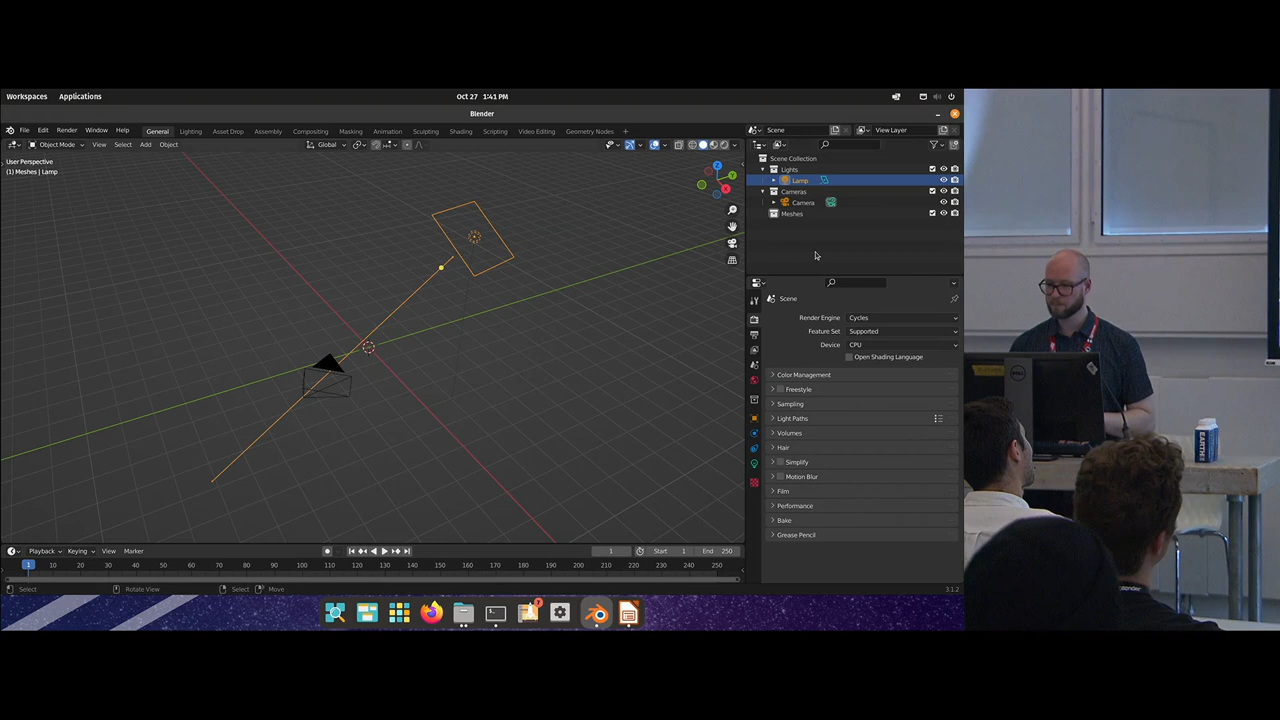 Workspaces Applications Oct 27 1:41 PM
Blender
File Edit Render Window Help General Lighting Asset Drop Assembly Compositing Masking Animation Sculpting Shading Scripting Video Editing Geometry Nodes + Scene View Layer
Object Mode View Select Add Object Global
User Perspective
(1) Meshes | Lamp
Z
Y
X
Scene Collection
Lights
Lamp
Cameras
Camera
Meshes
Scene
Render Engine Cycles
Feature Set Supported
Device CPU
Open Shading Language
Color Management
Freestyle
Sampling
Light Paths
Volumes
Hair
Simplify
Motion Blur
Film
Performance
Bake
Grease Pencil
Playback Keying View Marker 1 Start 1 End 250
1 10 20 30 40 50 60 70 80 90 100 110 120 130 140 150 160 170 180 190 200 210 220 230 240 250
Select Rotate View Select Move 3.1.2
DELL
EARTH